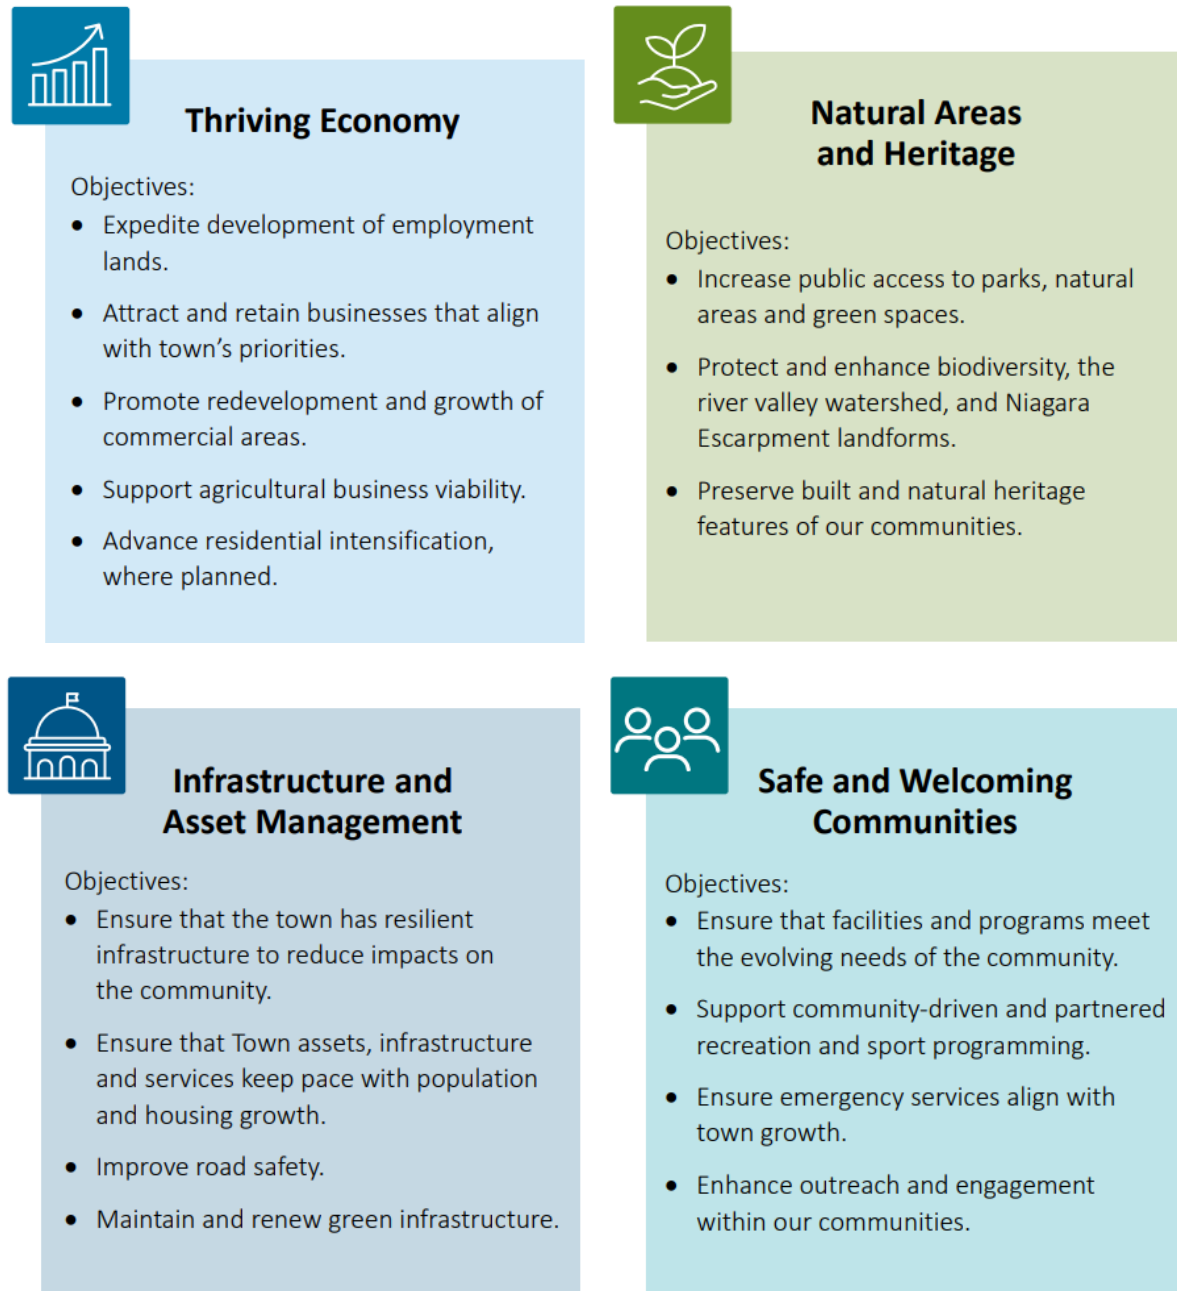 Thriving Economy
Objectives:
• Expedite development of employment
lands.
• Attract and retain businesses that align
with town’s priorities.
• Promote redevelopment and growth of
commercial areas.
• Support agricultural business viability.
• Advance residential intensification,
where planned.
Natural Areas
and Heritage
Objectives:
• Increase public access to parks, natural
areas and green spaces.
• Protect and enhance biodiversity, the
river valley watershed, and Niagara
Escarpment landforms.
• Preserve built and natural heritage
features of our communities.
Infrastructure and
Asset Management
Objectives:
• Ensure that the town has resilient
infrastructure to reduce impacts on
the community.
• Ensure that Town assets, infrastructure
and services keep pace with population
and housing growth.
• Improve road safety.
• Maintain and renew green infrastructure.
Safe and Welcoming
Communities
Objectives:
• Ensure that facilities and programs meet
the evolving needs of the community.
• Support community-driven and partnered
recreation and sport programming.
• Ensure emergency services align with
town growth.
• Enhance outreach and engagement
within our communities.